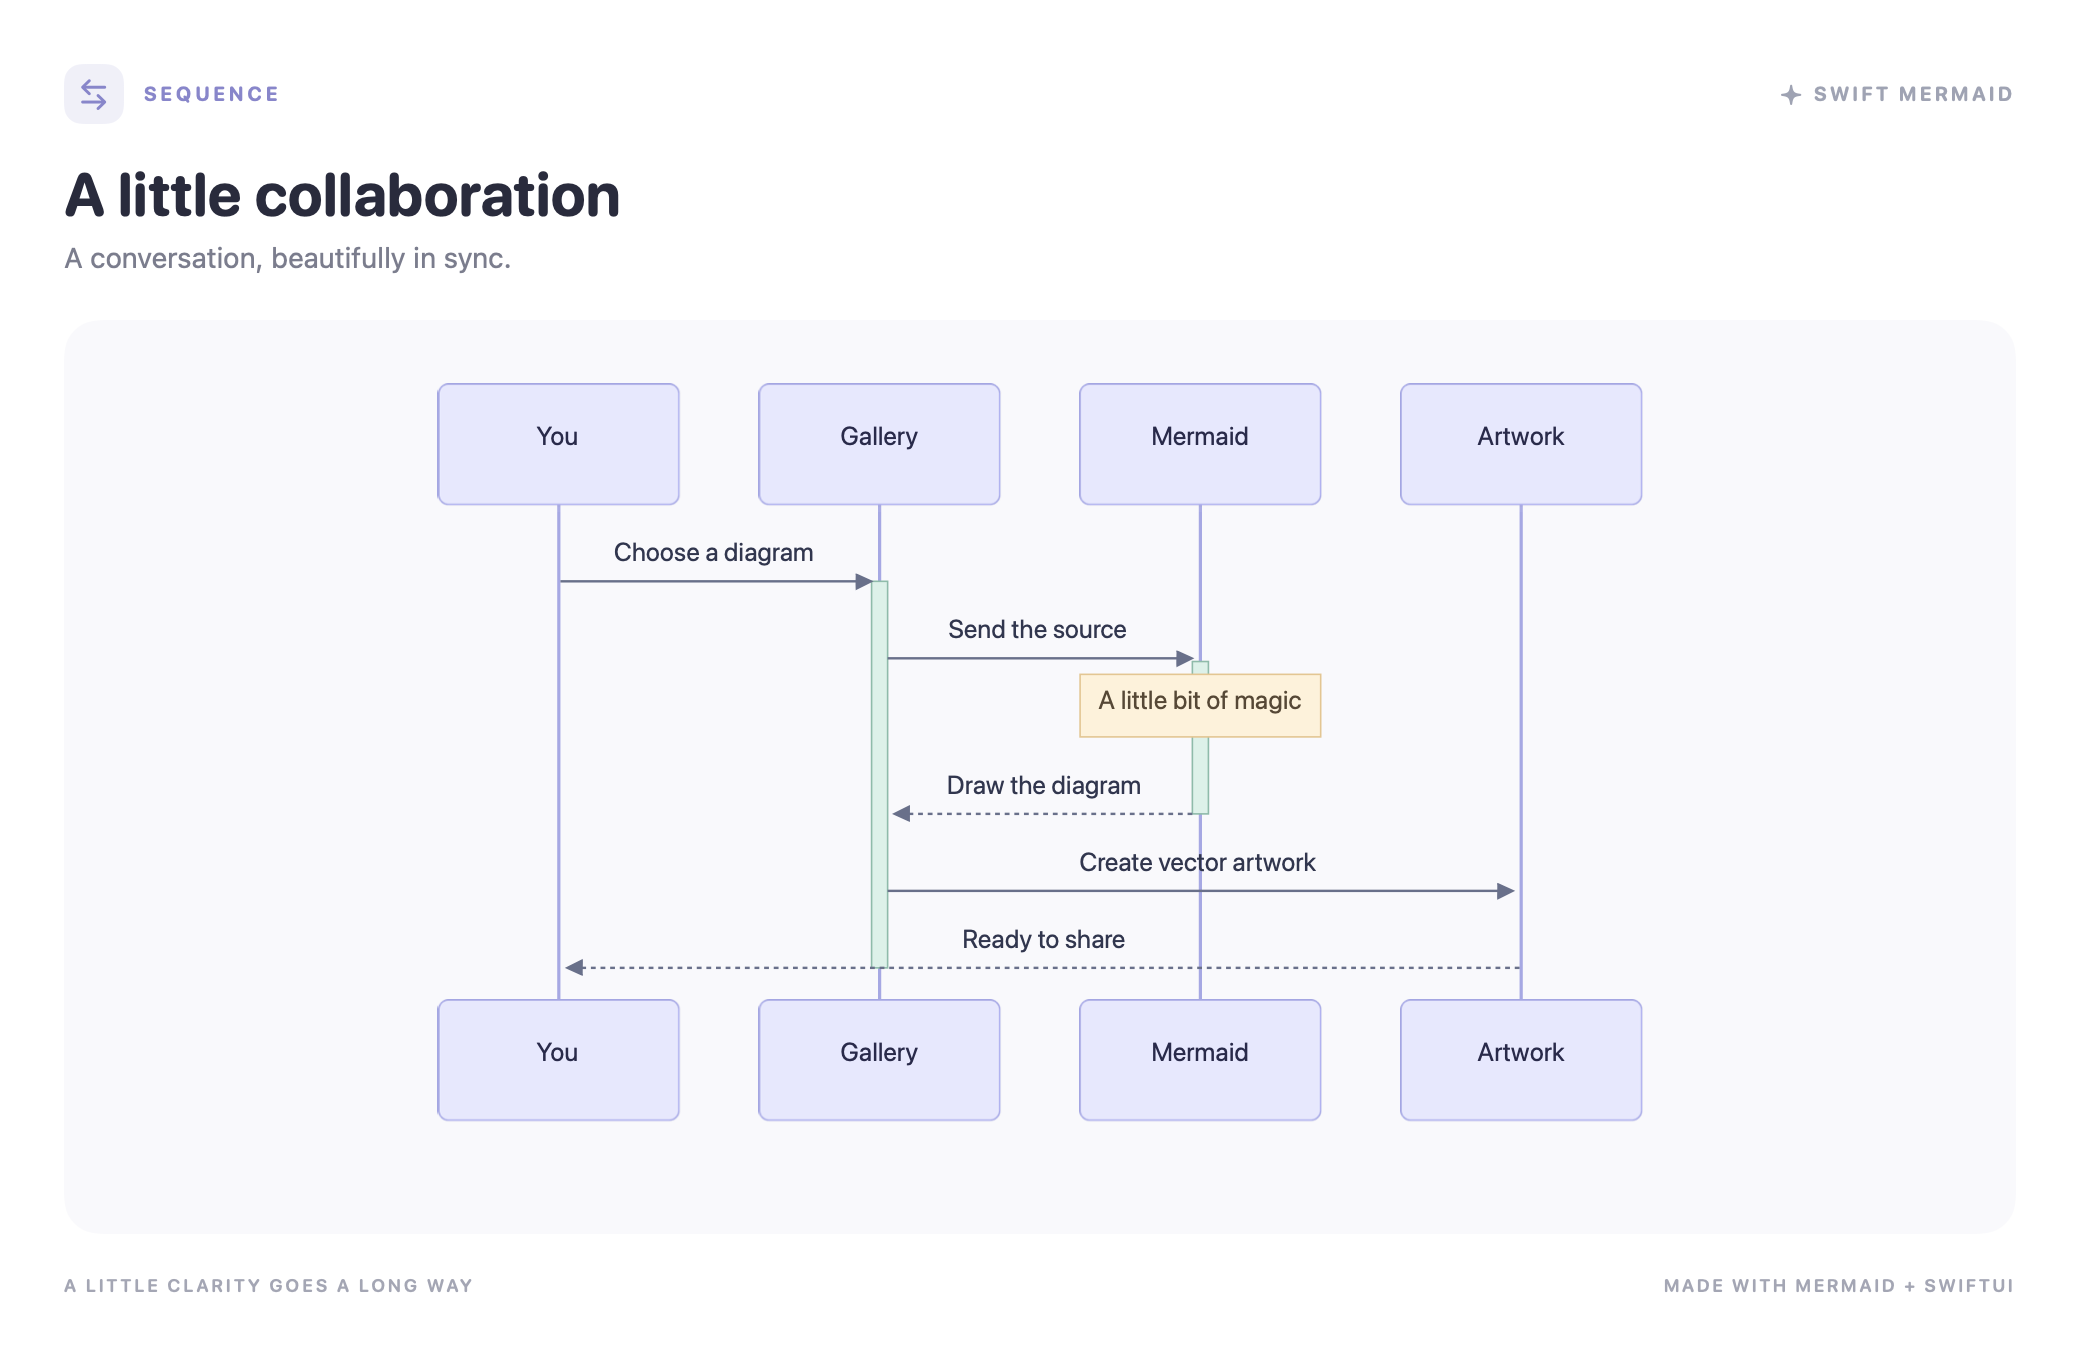 SEQUENCE
SWIFT MERMAID
A little collaboration
A conversation, beautifully in sync.
You
Gallery
Mermaid
Artwork
Choose a diagram
Send the source
A little bit of magic
Draw the diagram
Create vector artwork
Ready to share
You
Gallery
Mermaid
Artwork
A LITTLE CLARITY GOES A LONG WAY
MADE WITH MERMAID + SWIFTUI